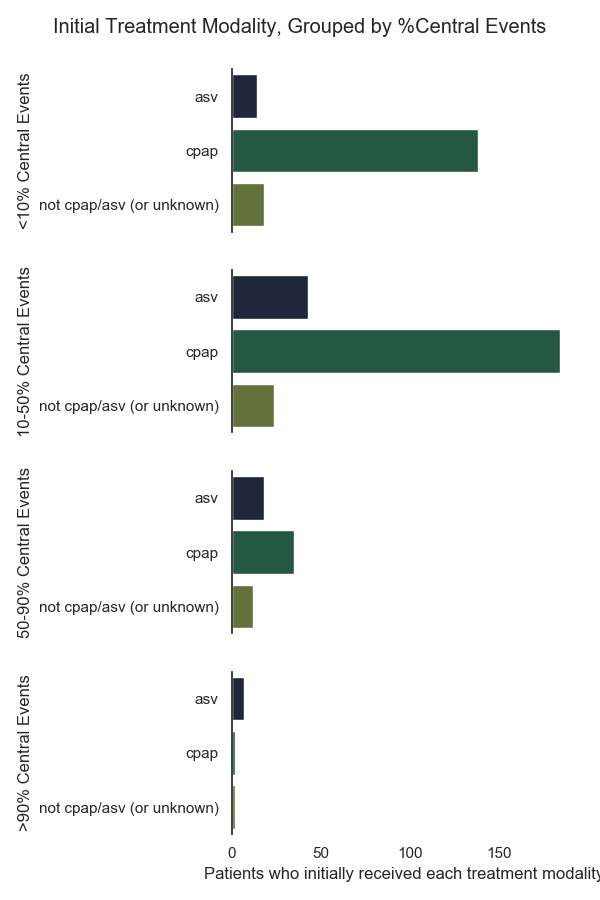 Initial Treatment Modality, Grouped by %Central Events
<10% Central Events
asv
cpap
not cpap/asv (or unknown)
10-50% Central Events
asv
cpap
not cpap/asv (or unknown)
50-90% Central Events
asv
cpap
not cpap/asv (or unknown)
>90% Central Events
asv
cpap
not cpap/asv (or unknown)
0 50 100 150
Patients who initially received each treatment modality